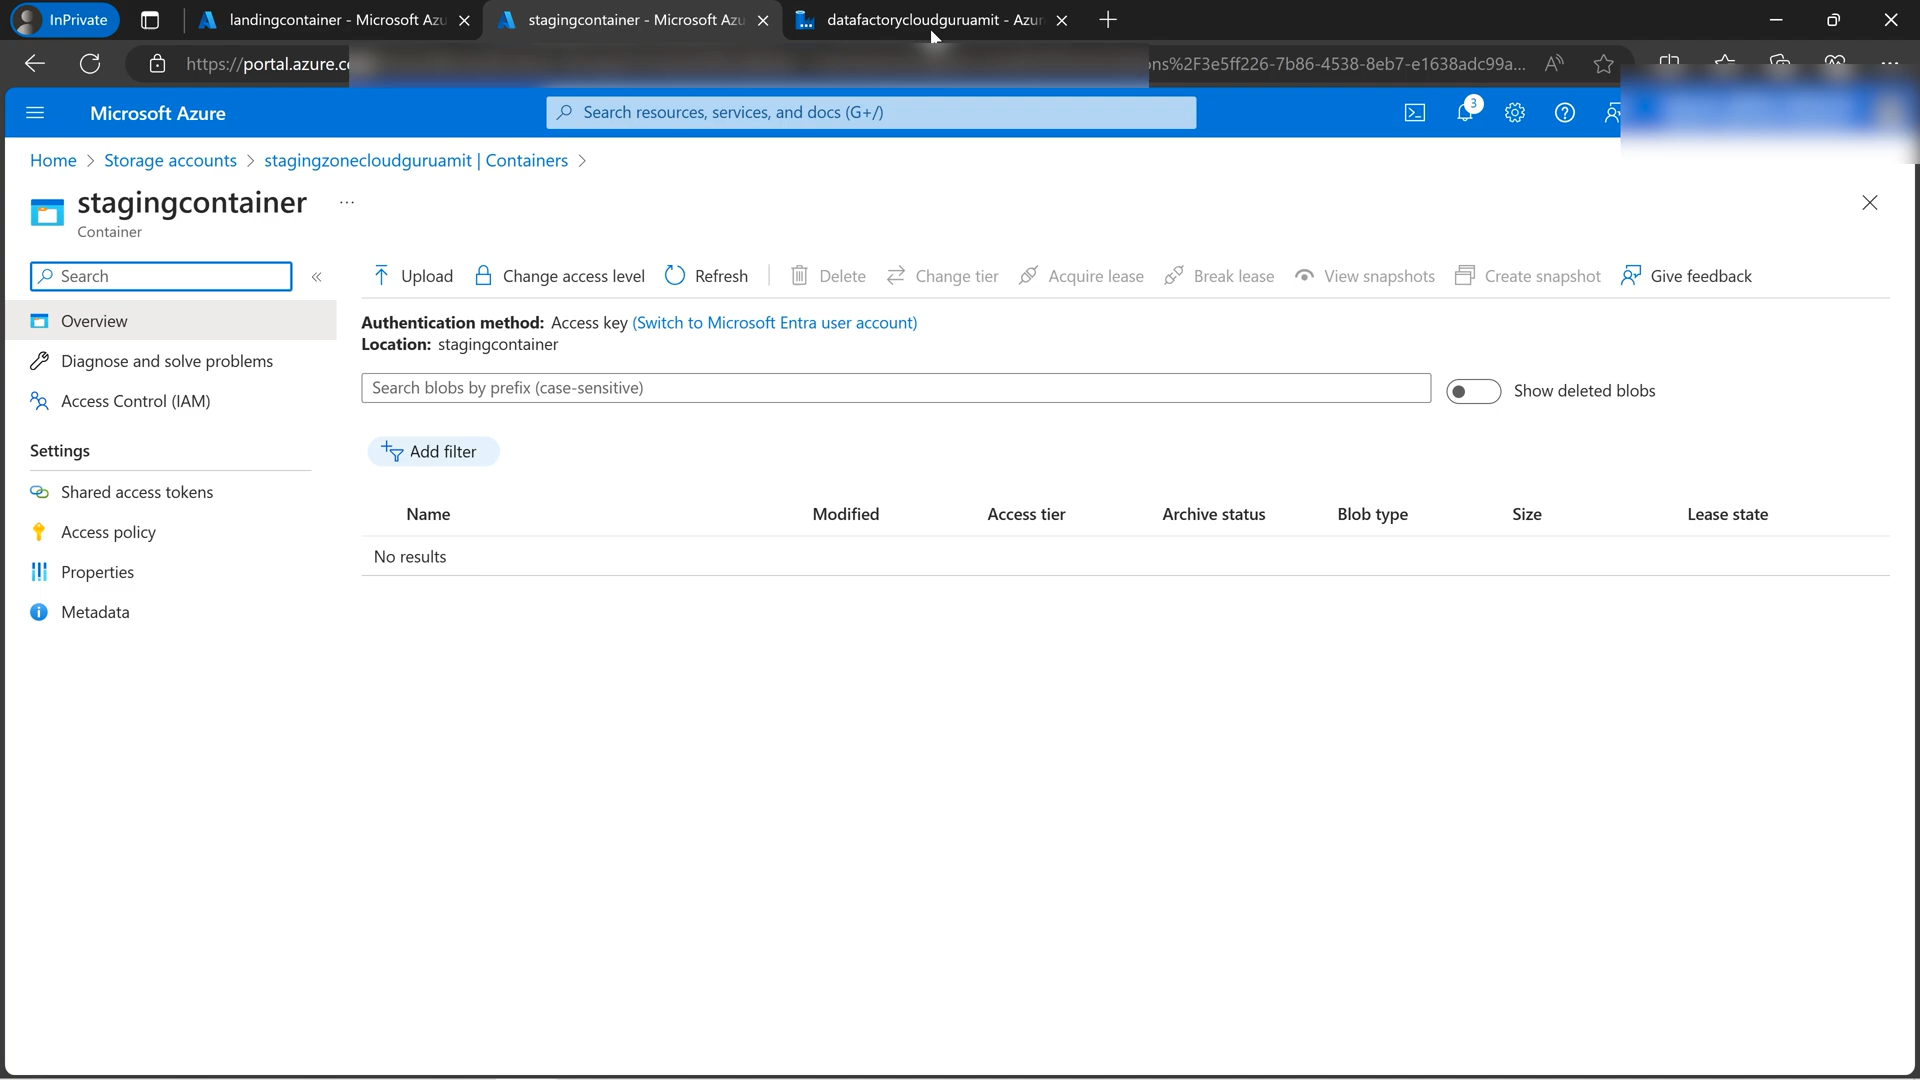 InPrivate
landingcontainer - Microsoft Azu
stagingcontainer - Microsoft Azu
datafactorycloudguruamit - Azur
https://portal.azure.c
ns%2F3e5ff226-7b86-4538-8eb7-e1638adc99a...
Microsoft Azure
Search resources, services, and docs (G+/)
3
Home > Storage accounts > stagingzonecloudguruamit | Containers >
stagingcontainer ...
Container
Search
«
Upload Change access level Refresh Delete Change tier Acquire lease Break lease View snapshots Create snapshot Give feedback
Overview
Diagnose and solve problems
Access Control (IAM)
Settings
Shared access tokens
Access policy
Properties
Metadata
Authentication method: Access key (Switch to Microsoft Entra user account)
Location: stagingcontainer
Search blobs by prefix (case-sensitive)
Show deleted blobs
Add filter
Name Modified Access tier Archive status Blob type Size Lease state
No results